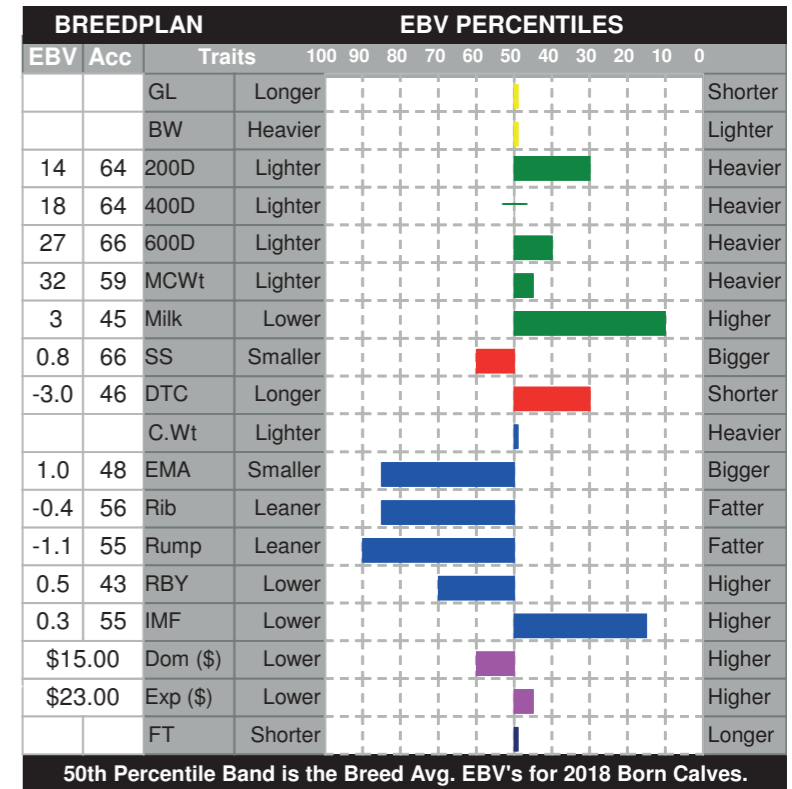 BREEDPLAN EBV PERCENTILES
EBV Acc Traits 100 90 80 70 60 50 40 30 20 10 0
GL Longer Shorter
BW Heavier Lighter
14 64 200D Lighter Heavier
18 64 400D Lighter Heavier
27 66 600D Lighter Heavier
32 59 MCWt Lighter Heavier
3 45 Milk Lower Higher
0.8 66 SS Smaller Bigger
-3.0 46 DTC Longer Shorter
C.Wt Lighter Heavier
1.0 48 EMA Smaller Bigger
-0.4 56 Rib Leaner Fatter
-1.1 55 Rump Leaner Fatter
0.5 43 RBY Lower Higher
0.3 55 IMF Lower Higher
$15.00 Dom ($) Lower Higher
$23.00 Exp ($) Lower Higher
FT Shorter Longer
50th Percentile Band is the Breed Avg. EBV's for 2018 Born Calves.